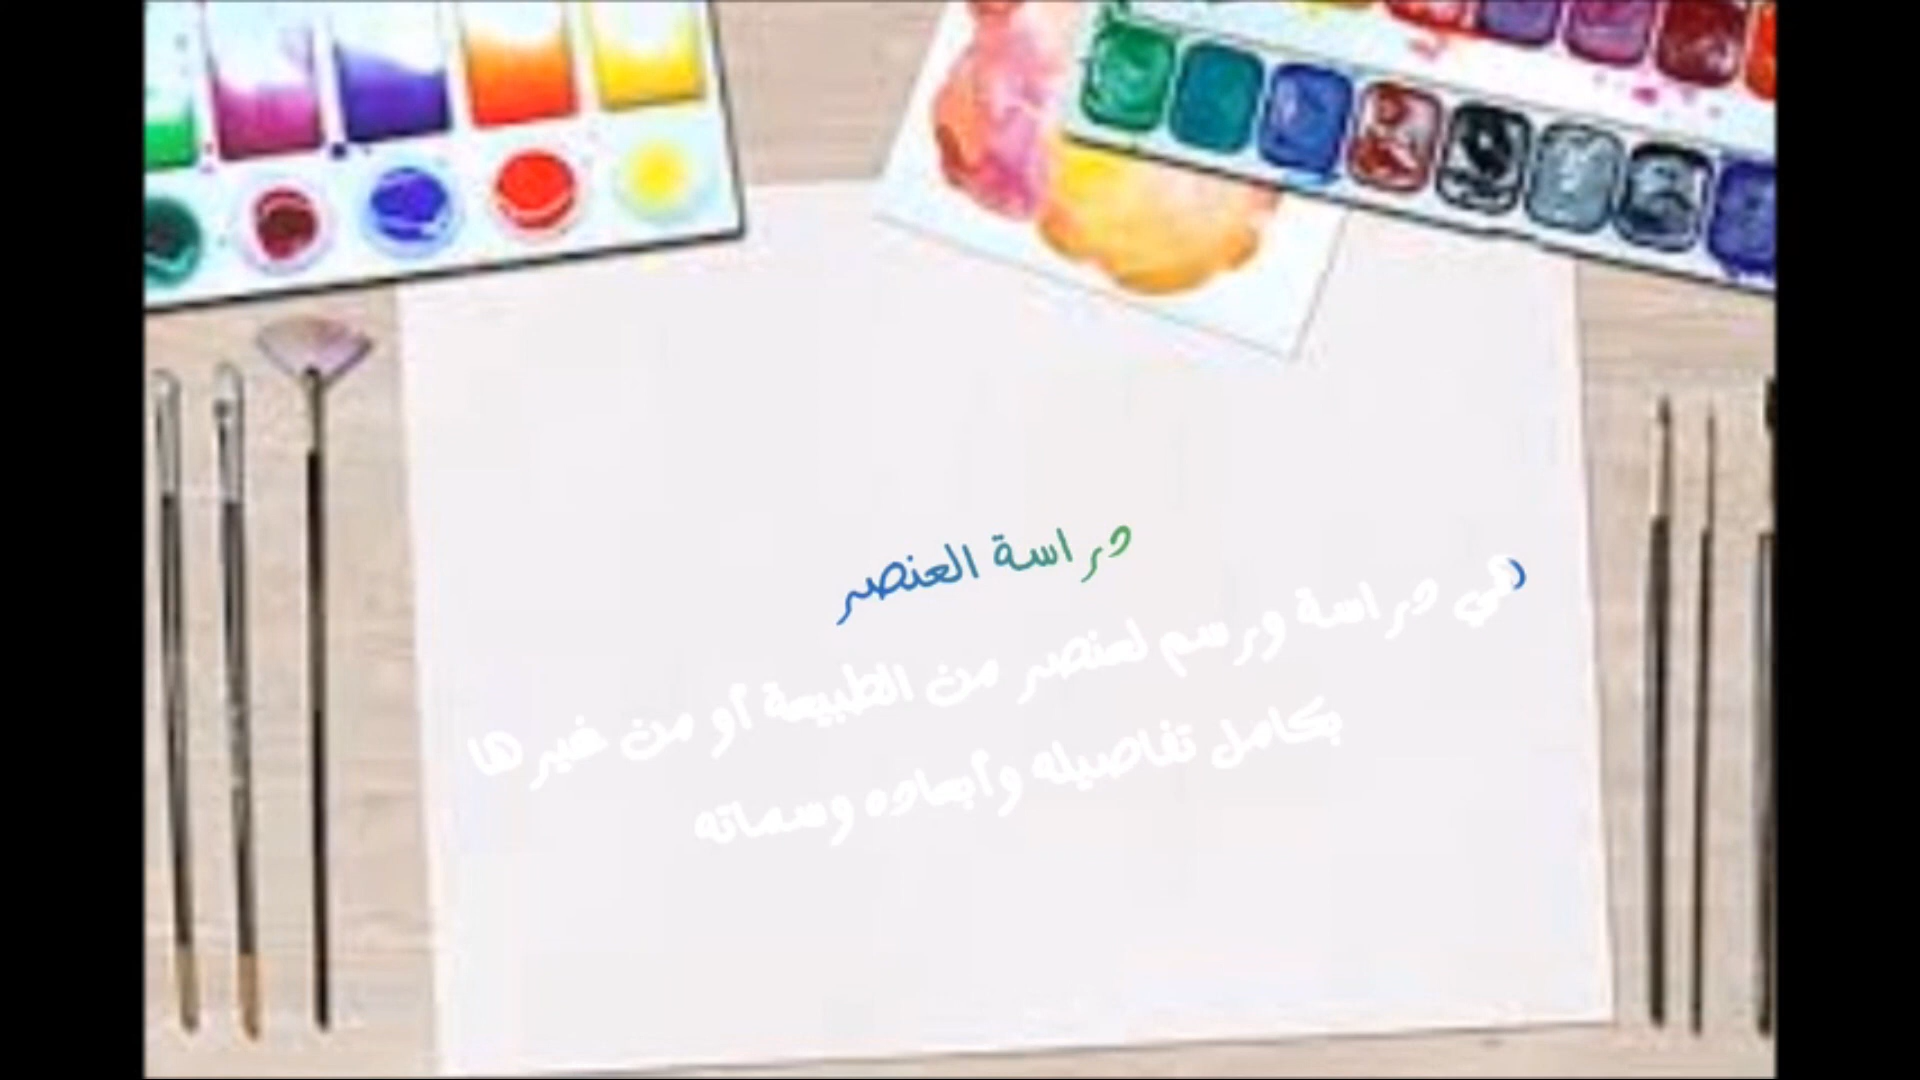 دراسة العنصر
هي دراسة ورسم لعنصر من الطبيعة أو من غيرها
بكامل تفاصيله وأبعاده وسماته